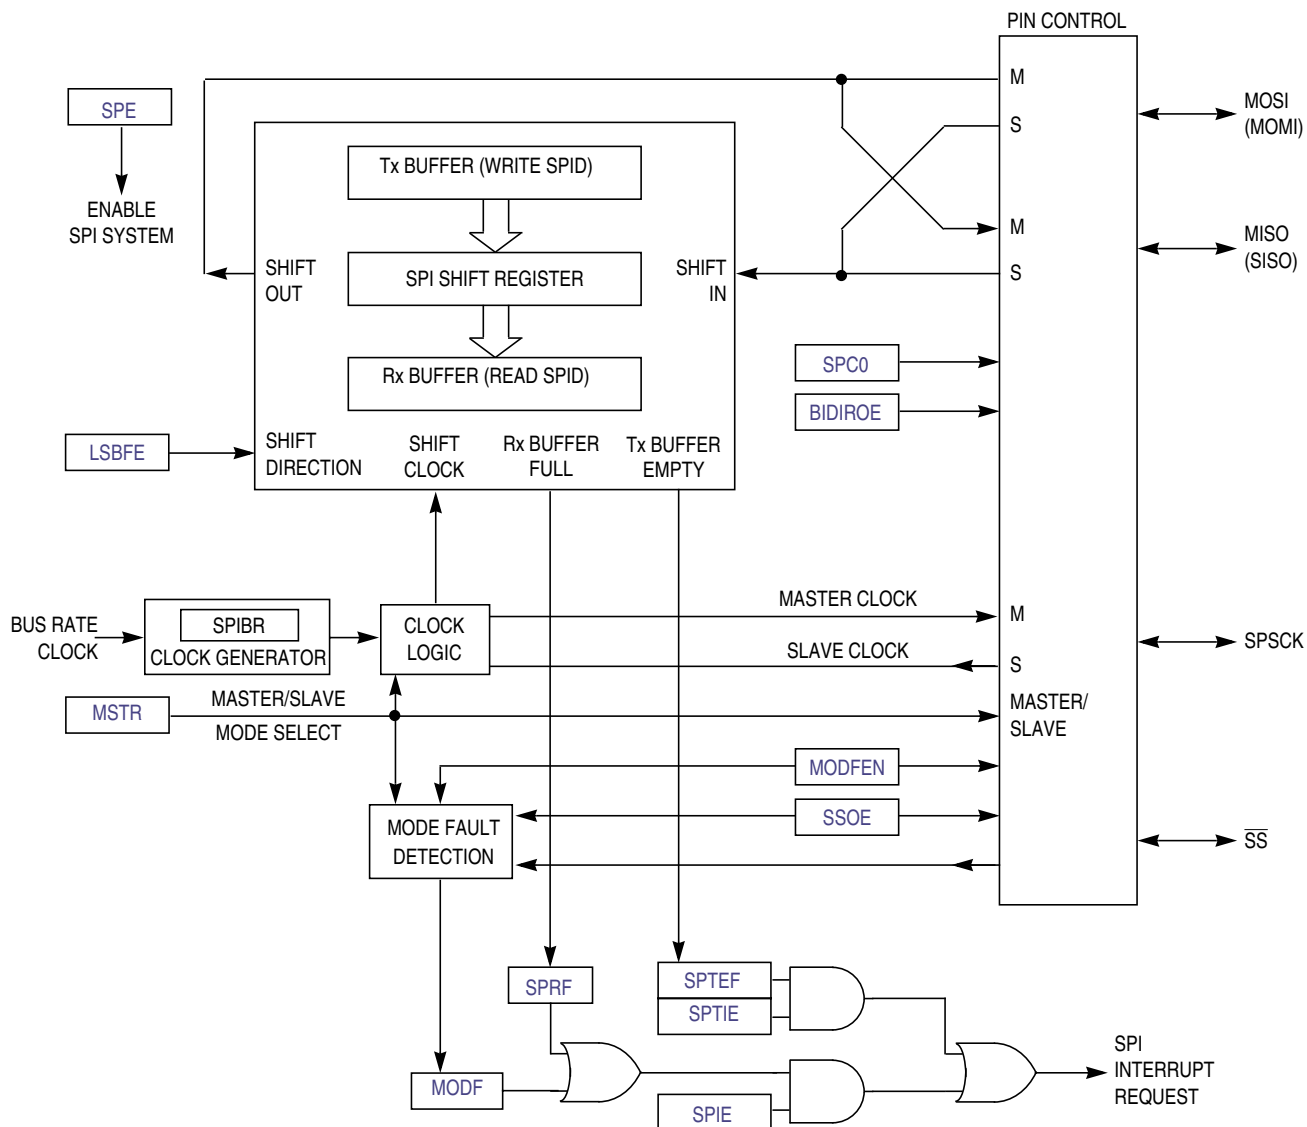 PIN CONTROL
M
MOSI
(MOMI)
SPE
S
Tx BUFFER (WRITE SPID)
ENABLE
SPI SYSTEM
M
MISO
(SISO)
SHIFT
OUT
SPI SHIFT REGISTER
SHIFT
IN
S
SPC0
Rx BUFFER (READ SPID)
BIDIROE
LSBFE
SHIFT
DIRECTION
SHIFT
CLOCK
Rx BUFFER
FULL
Tx BUFFER
EMPTY
MASTER CLOCK
M
BUS RATE
CLOCK
SPIBR
CLOCK GENERATOR
CLOCK
LOGIC
SPSCK
SLAVE CLOCK
S
MSTR
MASTER/SLAVE
MODE SELECT
MASTER/
SLAVE
MODFEN
SSOE
MODE FAULT
DETECTION
SS
SPRF
SPTEF
SPTIE
SPI
INTERRUPT
REQUEST
MODF
SPIE